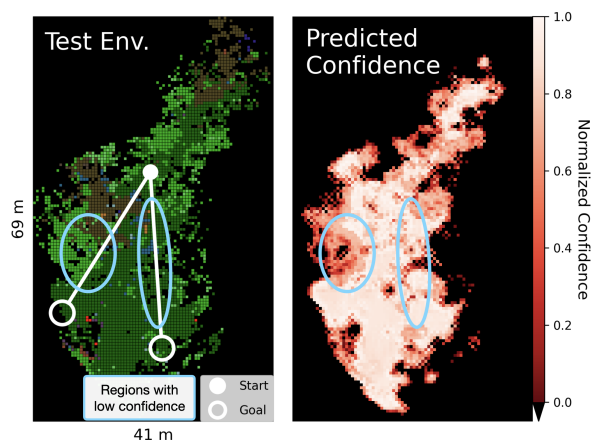 Test Env.
Predicted
Confidence
69 m
41 m
Regions with
low confidence
Start
Goal
1.0
0.8
0.6
0.4
0.2
0.0
Normalized Confidence